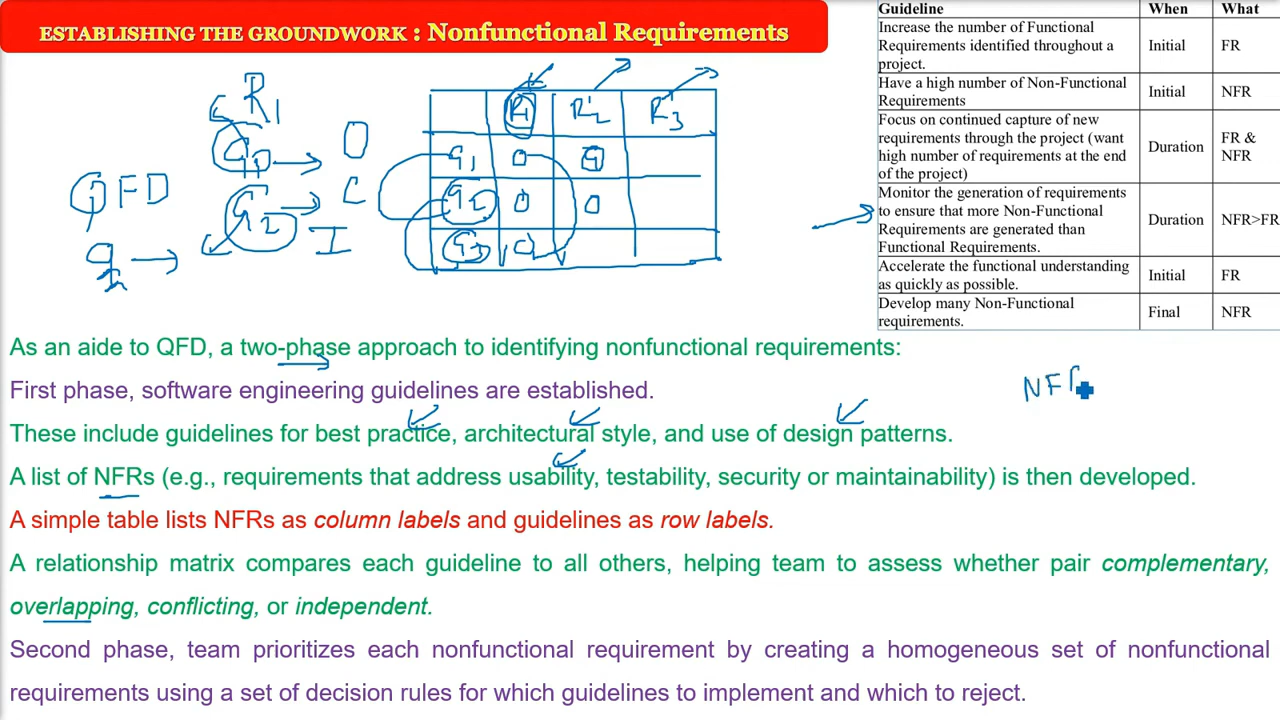 ESTABLISHING THE GROUNDWORK : Nonfunctional Requirements
Guideline When What
Increase the number of Functional
Requirements identified throughout a
project.
Initial FR
Have a high number of Non-Functional
Requirements
Initial NFR
Focus on continued capture of new
requirements through the project (want
high number of requirements at the end
of the project)
Duration FR &
NFR
Monitor the generation of requirements
to ensure that more Non-Functional
Requirements are generated than
Functional Requirements.
Duration NFR>FR
Accelerate the functional understanding
as quickly as possible.
Initial FR
Develop many Non-Functional
requirements.
Final NFR
R1
O
QFD
G2 C
I
R1 R2 R3
G1 O
G2 O O
G3
As an aide to QFD, a two-phase approach to identifying nonfunctional requirements:
First phase, software engineering guidelines are established.
NF
These include guidelines for best practice, architectural style, and use of design patterns.
A list of NFRs (e.g., requirements that address usability, testability, security or maintainability) is then developed.
A simple table lists NFRs as column labels and guidelines as row labels.
A relationship matrix compares each guideline to all others, helping team to assess whether pair complementary,
overlapping, conflicting, or independent.
Second phase, team prioritizes each nonfunctional requirement by creating a homogeneous set of nonfunctional
requirements using a set of decision rules for which guidelines to implement and which to reject.